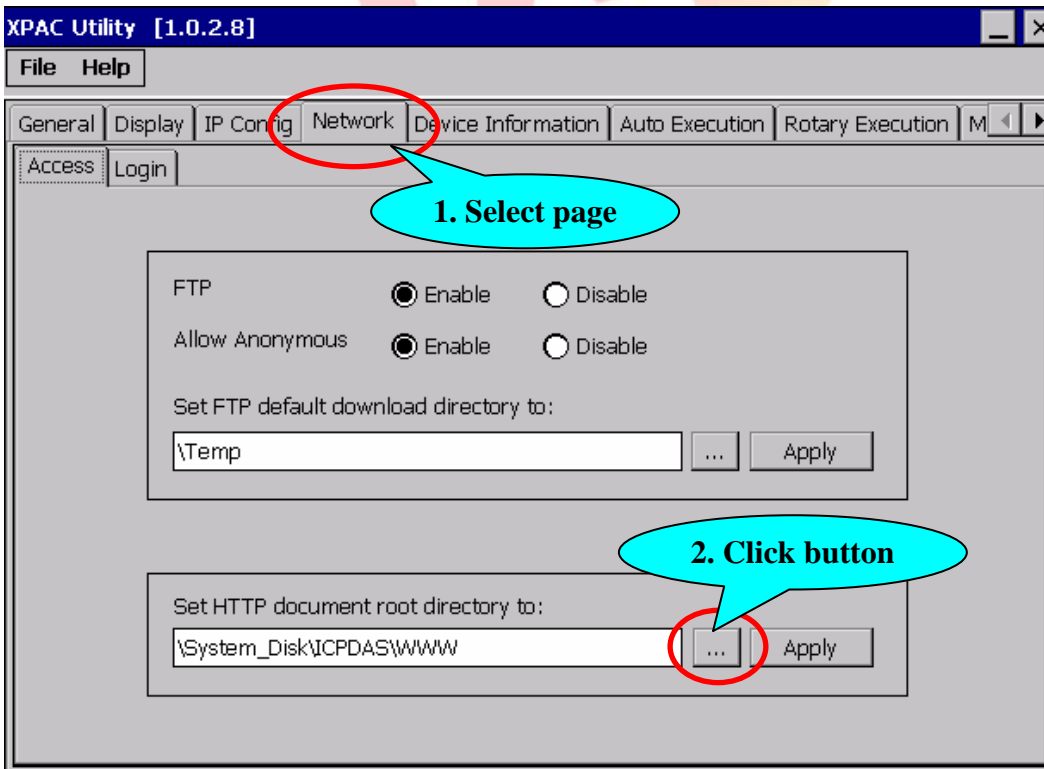 XPAC Utility [1.0.2.8]
File Help
General Display IP Config Network Device Information Auto Execution Rotary Execution M
Access Login
1. Select page
FTP Enable Disable
Allow Anonymous Enable Disable
Set FTP default download directory to:
\Temp ... Apply
2. Click button
Set HTTP document root directory to:
\System_Disk\ICPDAS\WWW ... Apply